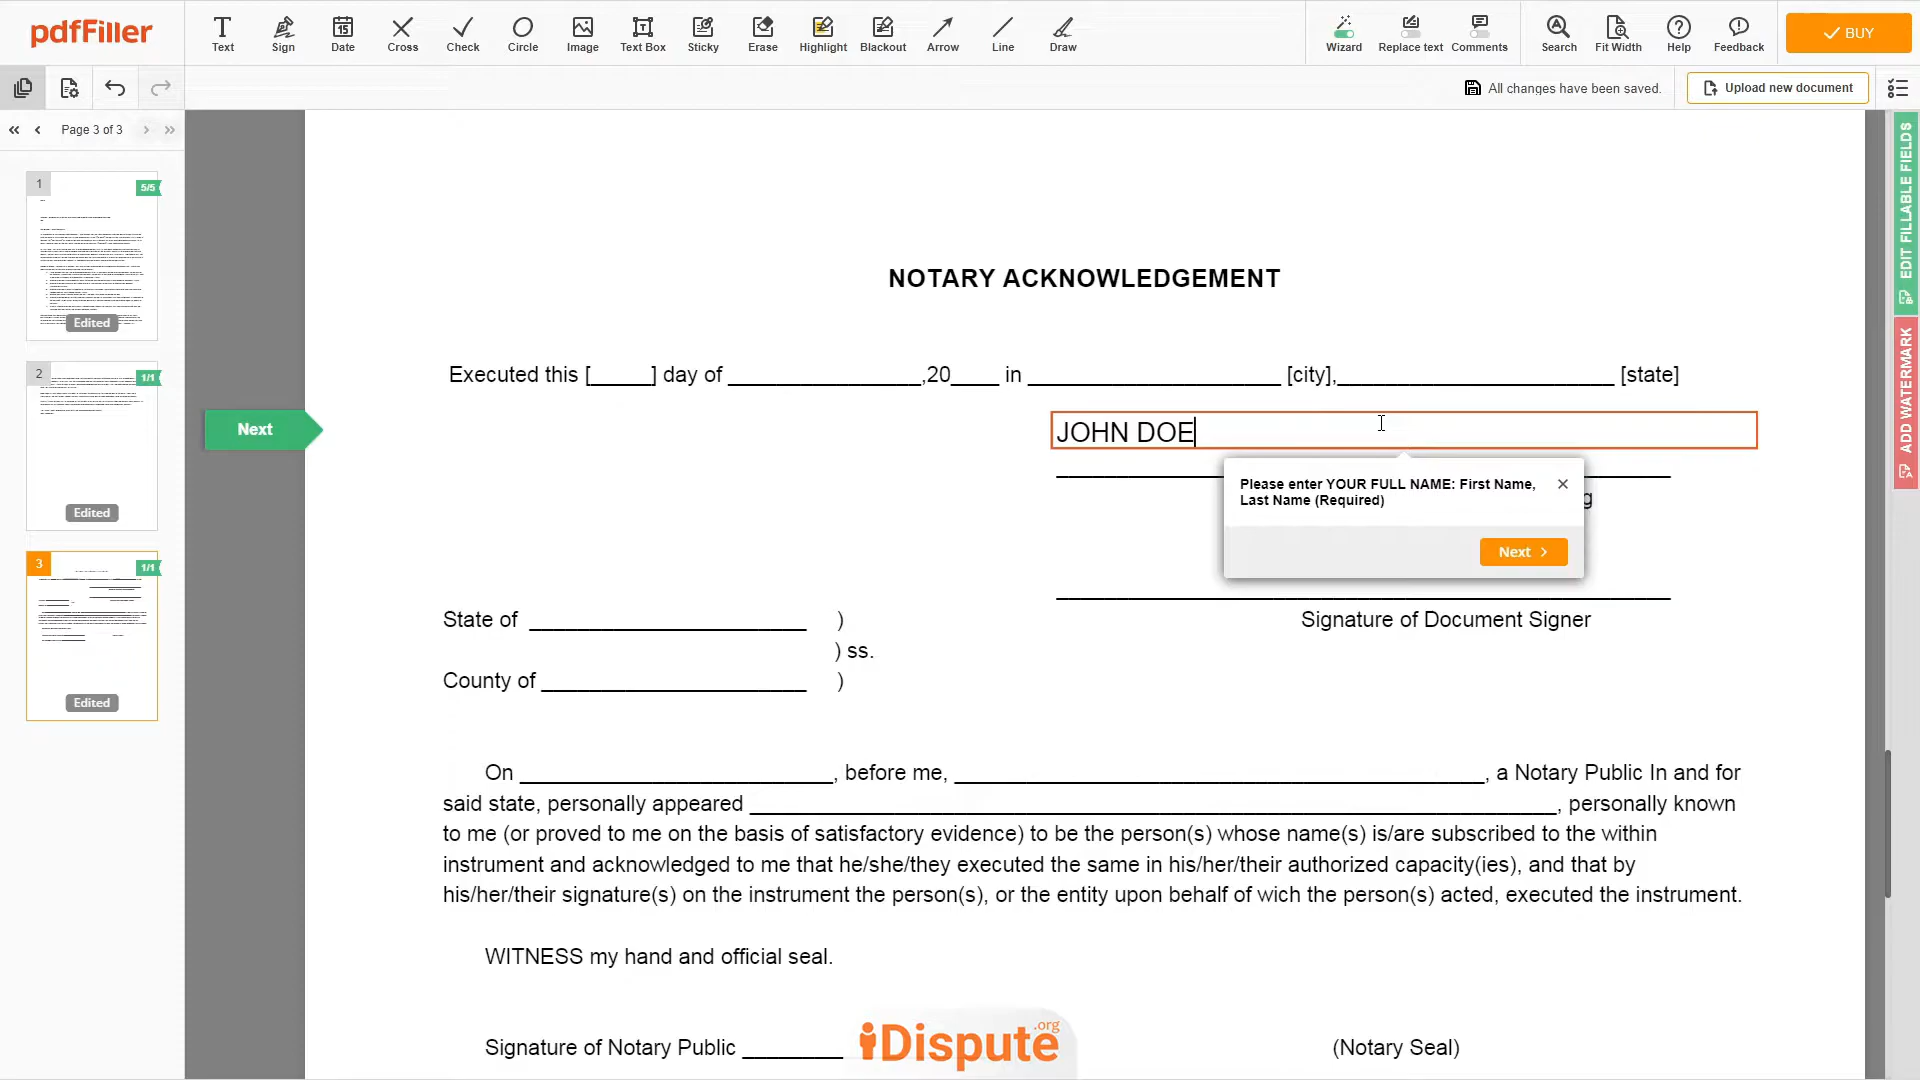 pdfFiller
Text
Sign
15
Date
Cross
Check
Circle
Image
Text Box
Sticky
Erase
Highlight
Blackout
Arrow
Line
Draw
Wizard
Replace text
Comments
Search
Fit Width
Help
Feedback
BUY
All changes have been saved.
Upload new document
Page 3 of 3
1
5/5
Edited
2
1/1
Edited
3
1/1
Edited
EDIT FILLABLE FIELDS
ADD WATERMARK
NOTARY ACKNOWLEDGEMENT
Executed this [_____] day of ________________,20____ in _____________________ [city],_______________________ [state]
Next
JOHN DOE
Please enter YOUR FULL NAME: First Name,
Last Name (Required)
g
Next
State of _______________________ )
Signature of Document Signer
) ss.
County of ______________________ )
On __________________________, before me, ____________________________________________, a Notary Public In and for
said state, personally appeared ___________________________________________________________________, personally known
to me (or proved to me on the basis of satisfactory evidence) to be the person(s) whose name(s) is/are subscribed to the within
instrument and acknowledged to me that he/she/they executed the same in his/her/their authorized capacity(ies), and that by
his/her/their signature(s) on the instrument the person(s), or the entity upon behalf of wich the person(s) acted, executed the instrument.
WITNESS my hand and official seal.
Signature of Notary Public ________
iDispute.org
(Notary Seal)